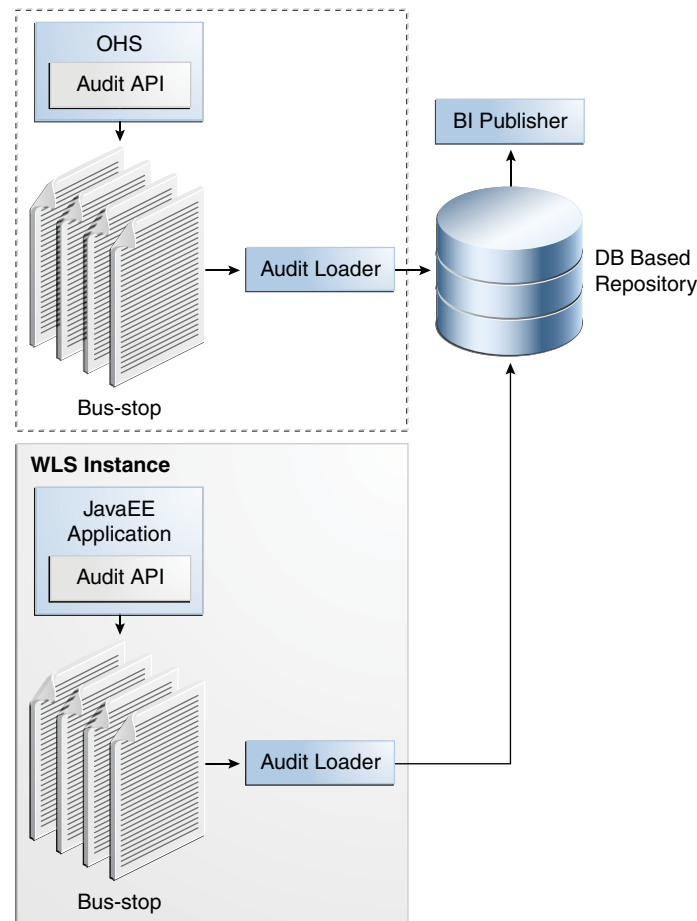 OHS
Audit API
BI Publisher
Audit Loader
DB Based
Repository
Bus-stop
WLS Instance
JavaEE
Application
Audit API
Audit Loader
Bus-stop